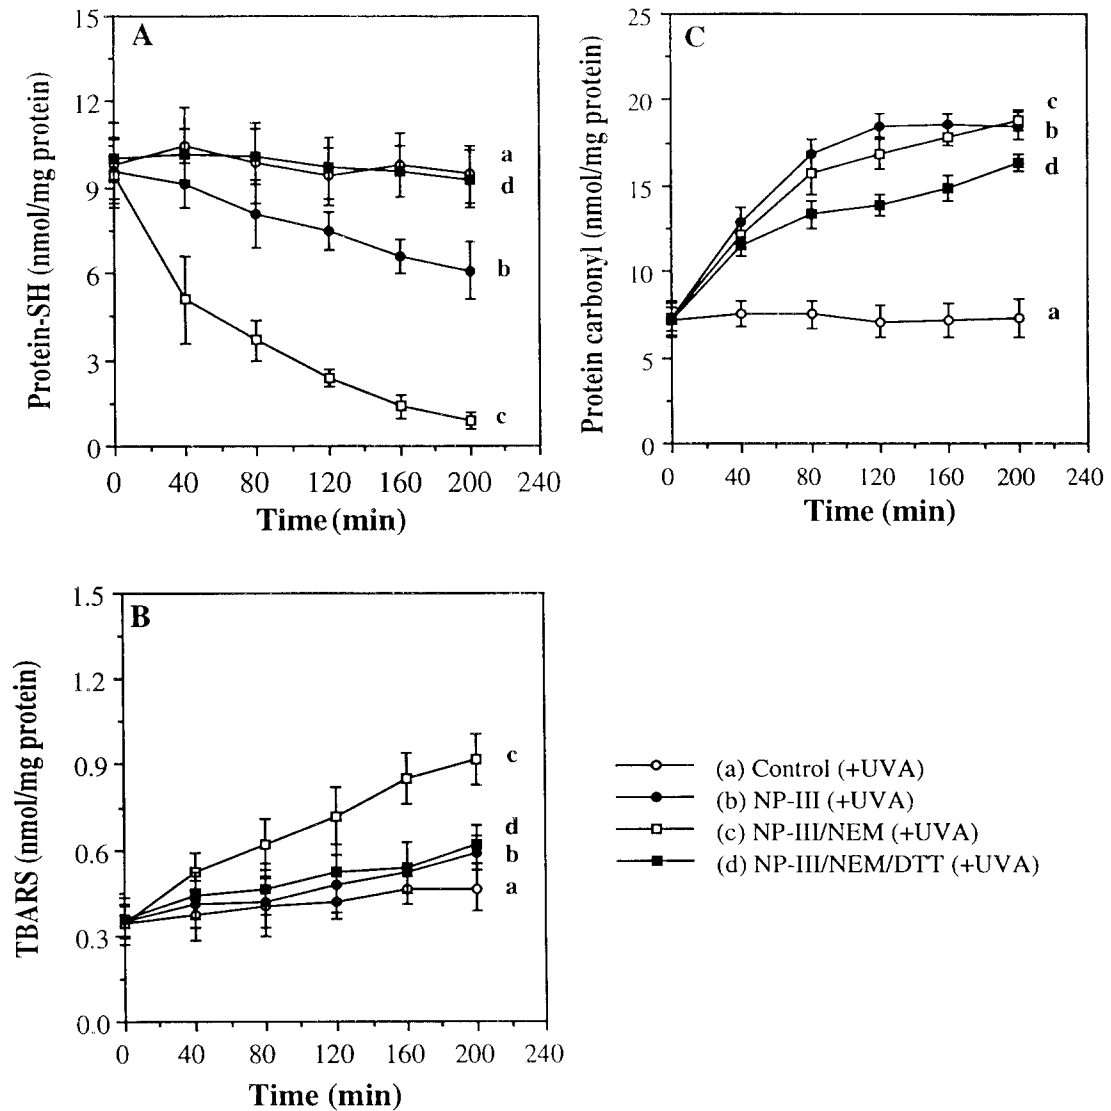 A
Protein-SH (nmol/mg protein)
15
12
9
6
3
0
a
d
b
c
0 40 80 120 160 200 240
Time (min)
C
Protein carbonyl (nmol/mg protein)
25
20
15
10
5
0
c
b
d
a
0 40 80 120 160 200 240
Time (min)
B
TBARS (nmol/mg protein)
1.5
1.2
0.9
0.6
0.3
0.0
c
d
b
a
0 40 80 120 160 200 240
Time (min)
(a) Control (+UVA)
(b) NP-III (+UVA)
(c) NP-III/NEM (+UVA)
(d) NP-III/NEM/DTT (+UVA)